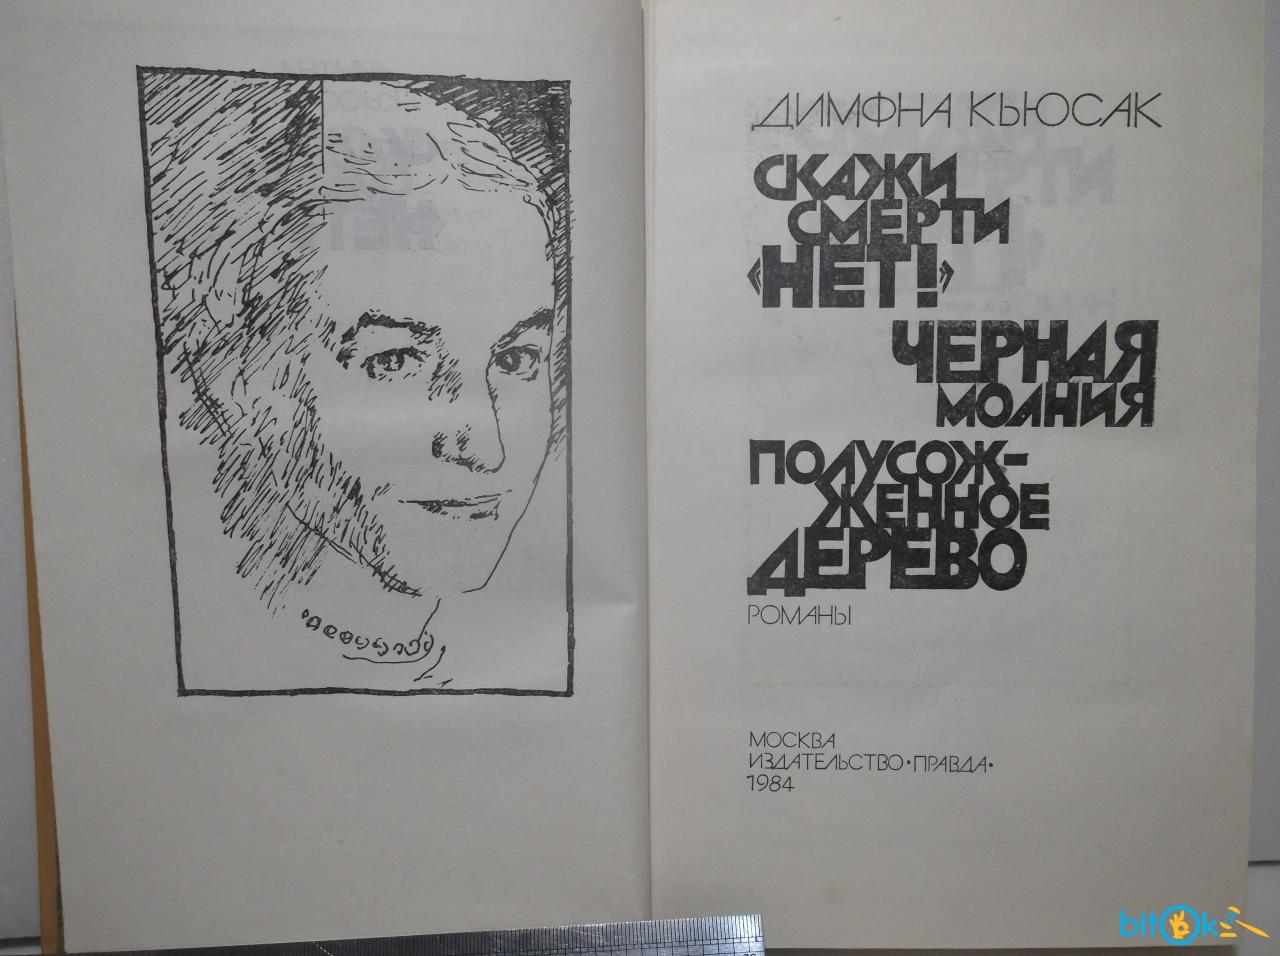 ДИМФНА КЬЮСАК
СКАЖИ
СМЕРТИ
«НЕТ!»
ЧЕРНАЯ
МОЛНИЯ
ПОЛУСОЖ-
ЖЕННОЕ
ДЕРЕВО
РОМАНЫ
МОСКВА
ИЗДАТЕЛЬСТВО •ПРАВДА•
1984
bitOk